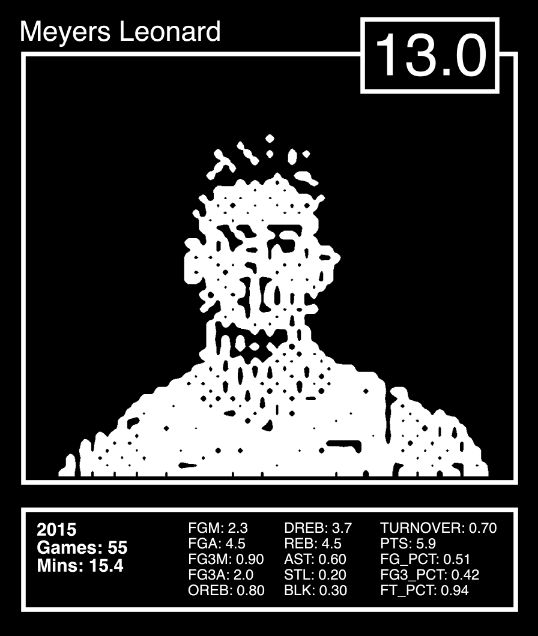 Meyers Leonard
13.0
2015
Games: 55
Mins: 15.4
FGM: 2.3
FGA: 4.5
FG3M: 0.90
FG3A: 2.0
OREB: 0.80
DREB: 3.7
REB: 4.5
AST: 0.60
STL: 0.20
BLK: 0.30
TURNOVER: 0.70
PTS: 5.9
FG_PCT: 0.51
FG3_PCT: 0.42
FT_PCT: 0.94